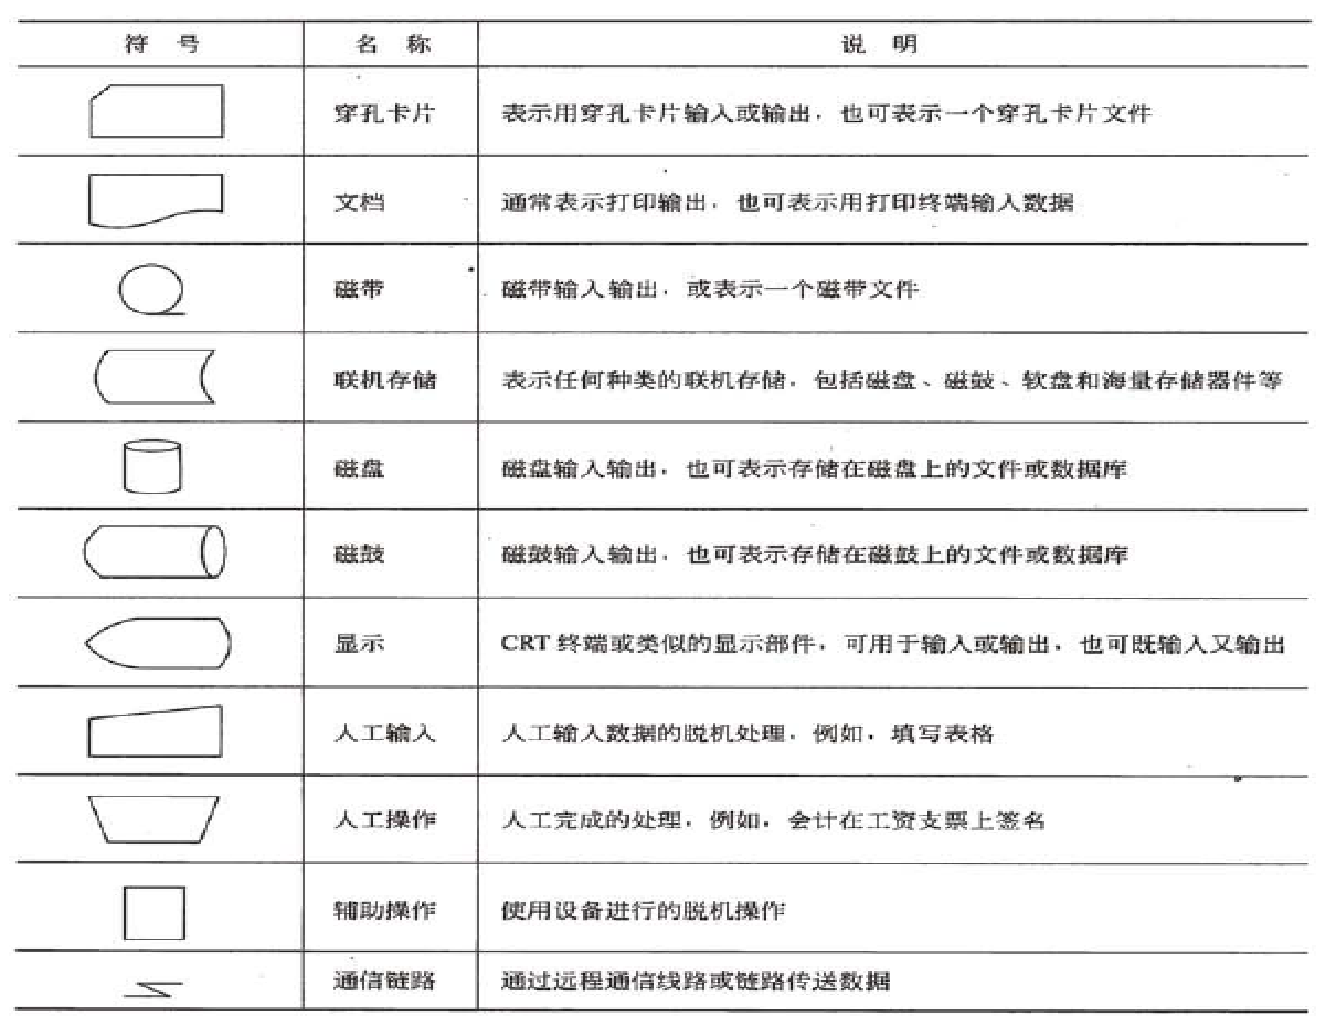 符 号 名 称 说 明
穿孔卡片 表示用穿孔卡片输入或输出，也可表示一个穿孔卡片文件
文档 通常表示打印输出，也可表示用打印终端输入数据
磁带 磁带输入输出，或表示一个磁带文件
联机存储 表示任何种类的联机存储，包括磁盘、磁鼓、软盘和海量存储器件等
磁盘 磁盘输入输出，也可表示存储在磁盘上的文件或数据库
磁鼓 磁鼓输入输出，也可表示存储在磁鼓上的文件或数据库
显示 CRT 终端或类似的显示部件，可用于输入或输出，也可既输入又输出
人工输入 人工输入数据的脱机处理，例如，填写表格
人工操作 人工完成的处理，例如，会计在工资支票上签名
辅助操作 使用设备进行的脱机操作
通信链路 通过远程通信线路或链路传送数据